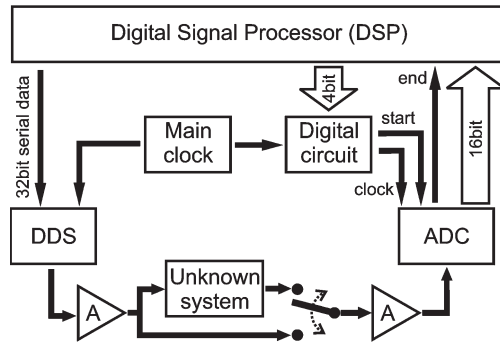 Digital Signal Processor (DSP)
32bit serial data
4bit
end
16bit
Main
clock
Digital
circuit
start
clock
DDS
ADC
A
Unknown
system
A